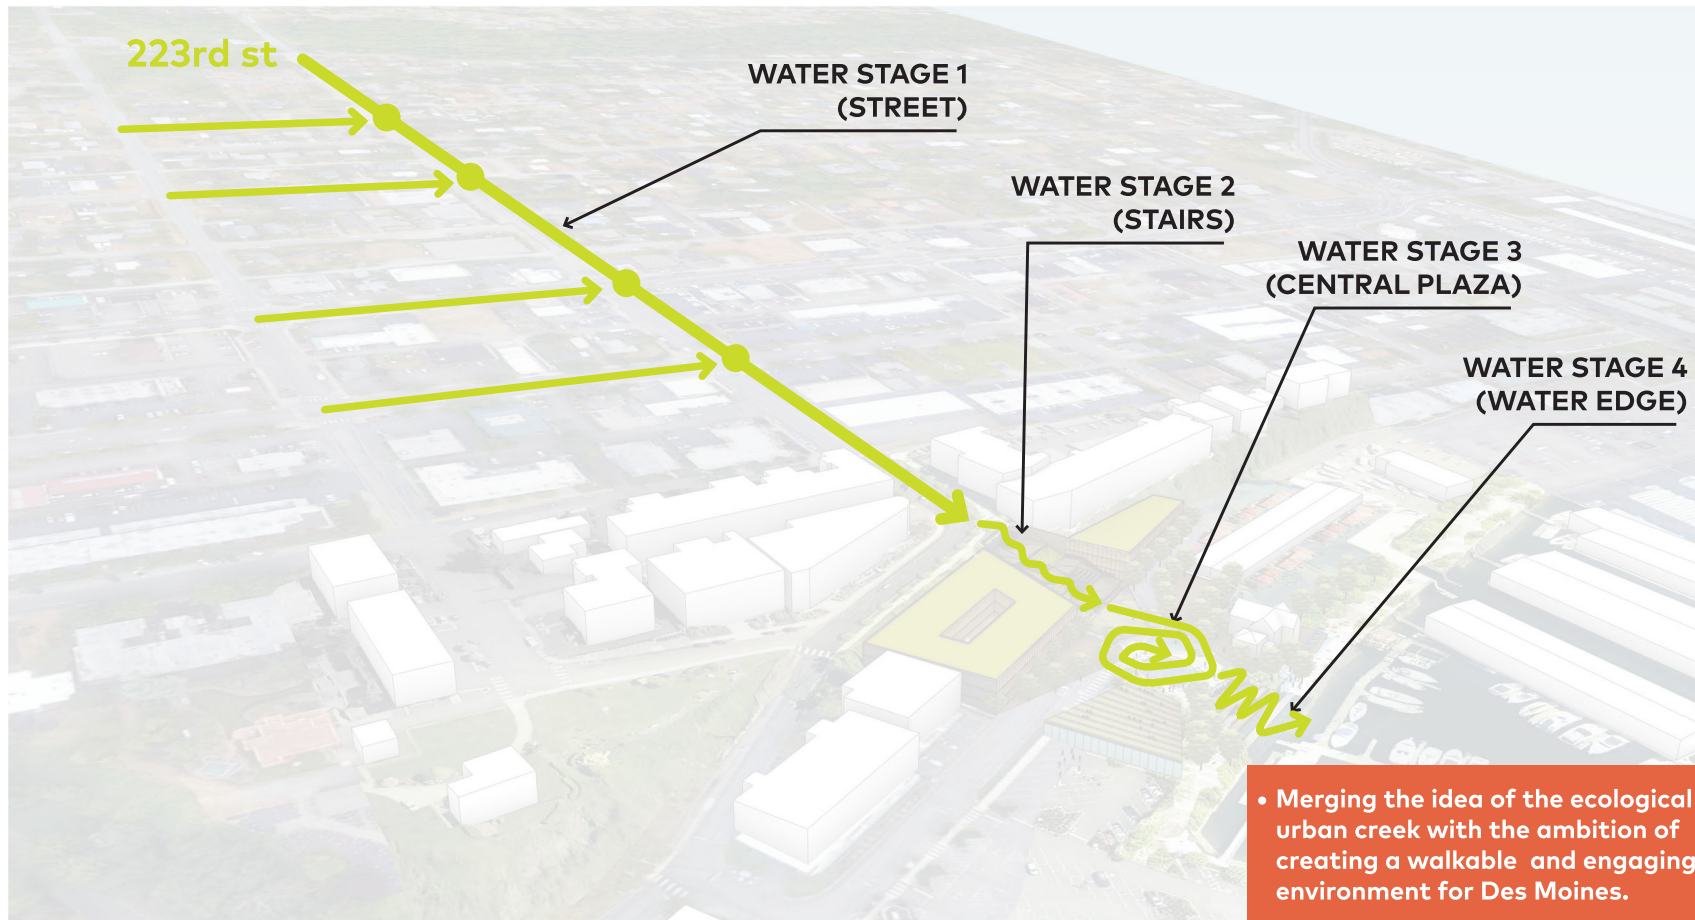 223rd st
WATER STAGE 1
(STREET)
WATER STAGE 2
(STAIRS)
WATER STAGE 3
(CENTRAL PLAZA)
WATER STAGE 4
(WATER EDGE)
• Merging the idea of the ecological
urban creek with the ambition of
creating a walkable  and engaging
environment for Des Moines.